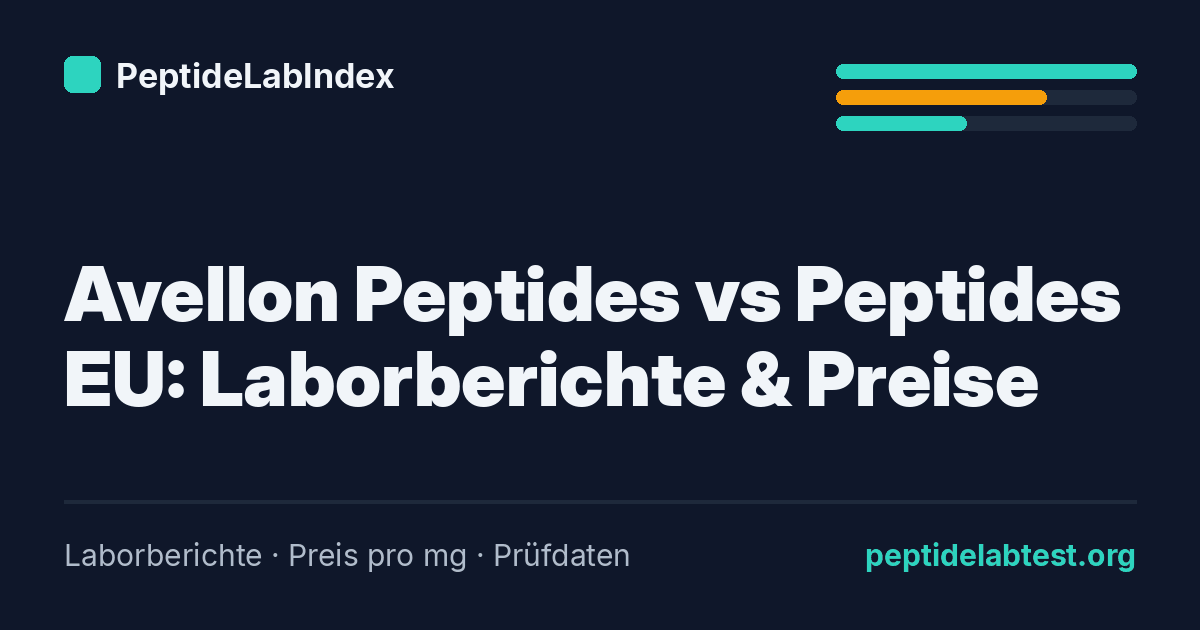 PeptideLabIndex
Avellon Peptides vs Peptides
EU: Laborberichte & Preise
Laborberichte · Preis pro mg · Prüfdaten
peptidelabtest.org